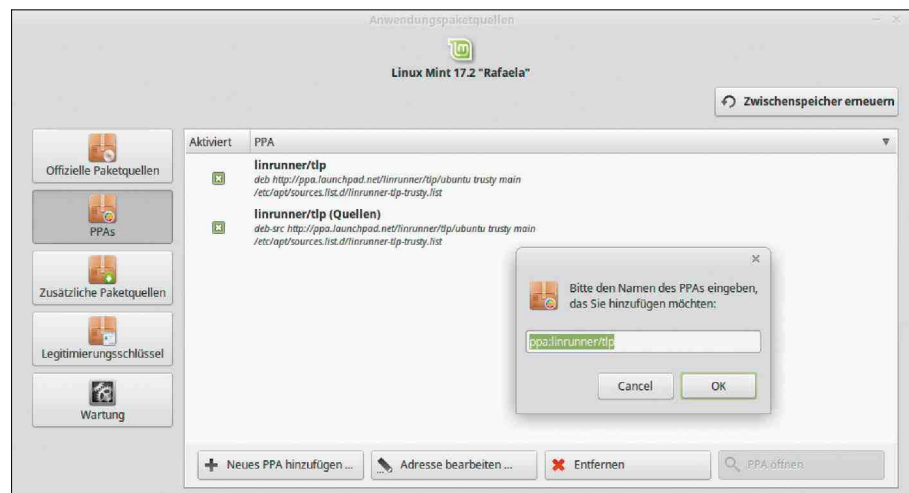 Anwendungspaketquellen
Linux Mint 17.2 "Rafaela"
Zwischenspeicher erneuern
Offizielle Paketquellen
PPAs
Zusätzliche Paketquellen
Legitimierungsschlüssel
Wartung
Aktiviert PPA
linrunner/tlp
deb http://ppa.launchpad.net/linrunner/tlp/ubuntu trusty main
/etc/apt/sources.list.d/linrunner-tlp-trusty.list
linrunner/tlp (Quellen)
deb-src http://ppa.launchpad.net/linrunner/tlp/ubuntu trusty main
/etc/apt/sources.list.d/linrunner-tlp-trusty.list
Bitte den Namen des PPAs eingeben,
das Sie hinzufügen möchten:
ppa:linrunner/tlp
Cancel OK
Neues PPA hinzufügen ... Adresse bearbeiten ... Entfernen PPA öffnen